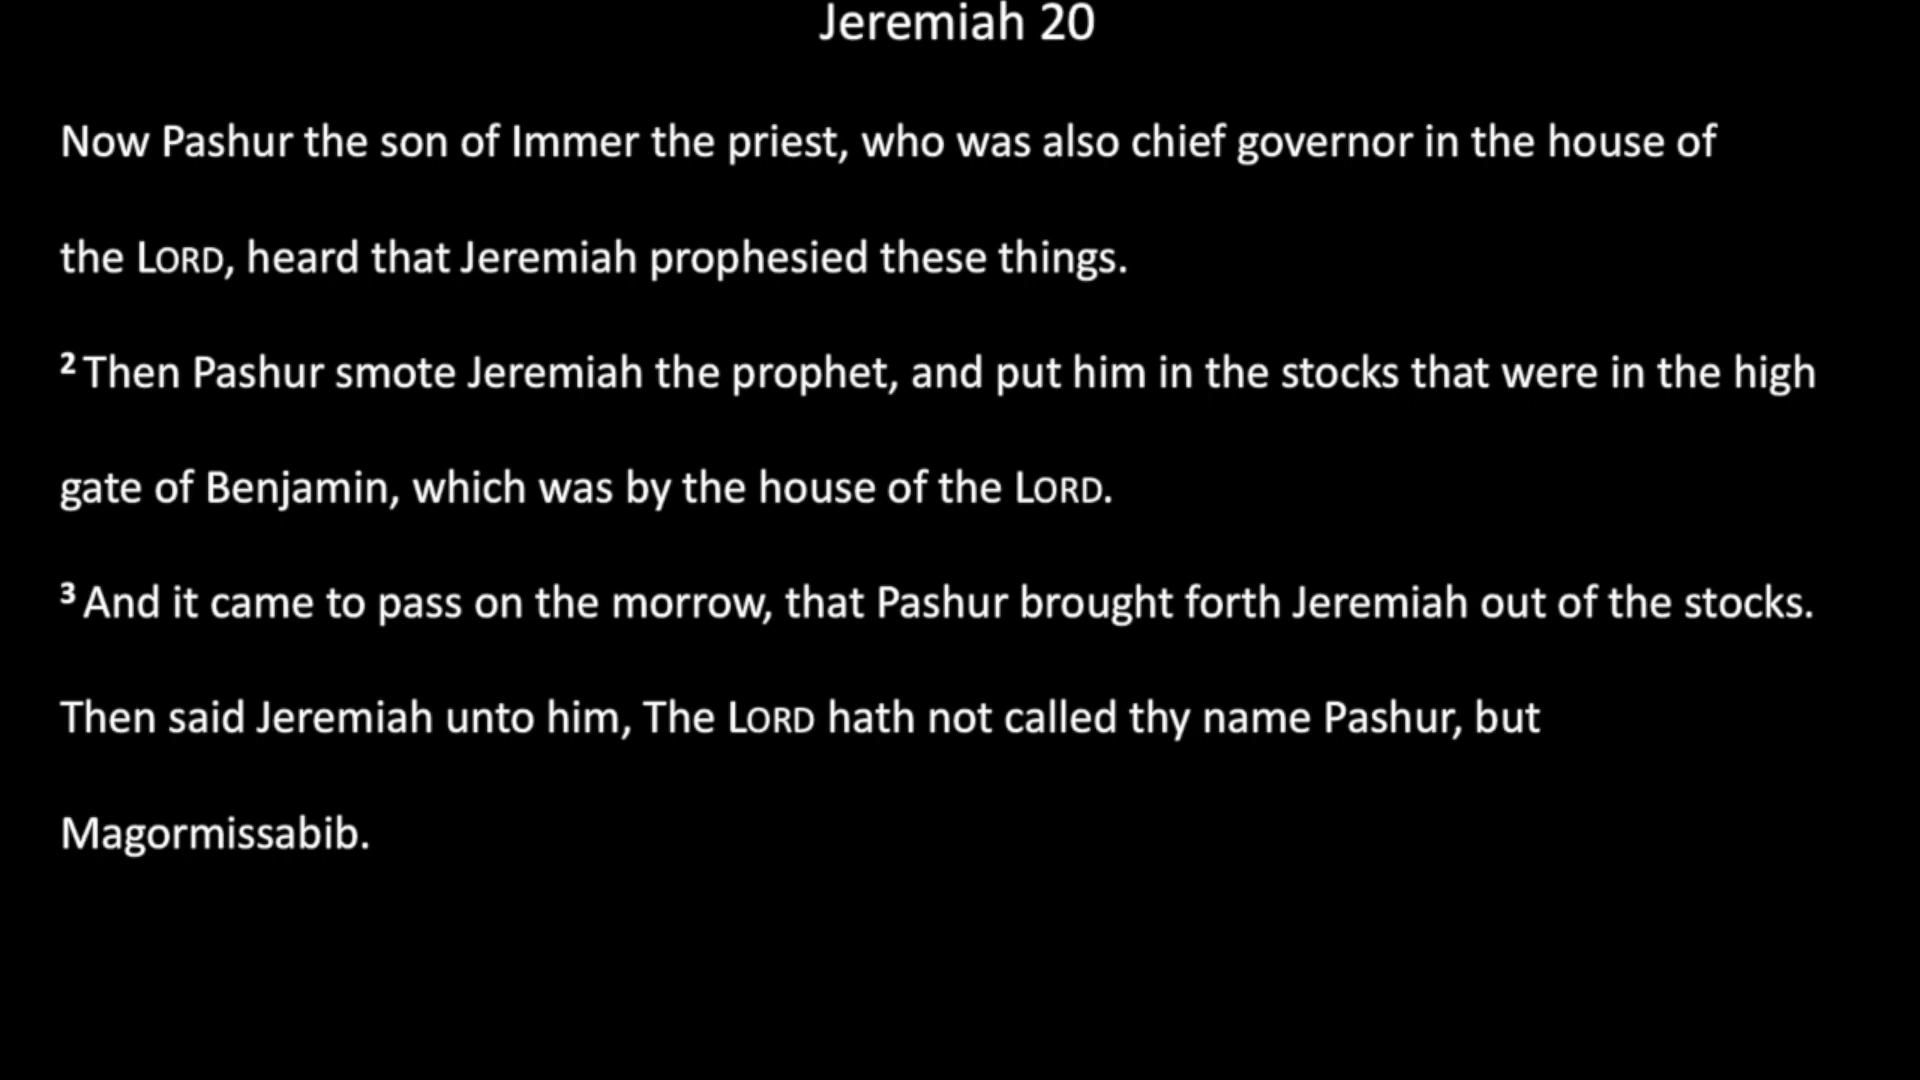 Jeremiah 20
Now Pashur the son of Immer the priest, who was also chief governor in the house of
the LORD, heard that Jeremiah prophesied these things.
2 Then Pashur smote Jeremiah the prophet, and put him in the stocks that were in the high
gate of Benjamin, which was by the house of the LORD.
3 And it came to pass on the morrow, that Pashur brought forth Jeremiah out of the stocks.
Then said Jeremiah unto him, The LORD hath not called thy name Pashur, but
Magormissabib.